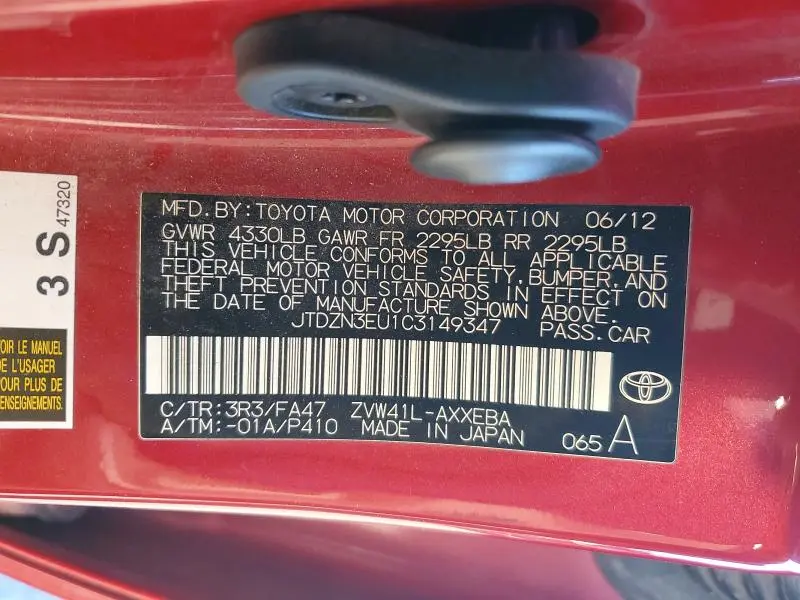 3 S
47320
OIR LE MANUEL
DE L'USAGER
POUR PLUS DE
RENSEIGNEMENTS.
MFD. BY: TOYOTA MOTOR CORPORATION 06/12
GVWR 4330LB GAWR FR 2295LB RR 2295LB
THIS VEHICLE CONFORMS TO ALL APPLICABLE
FEDERAL MOTOR VEHICLE SAFETY, BUMPER, AND
THEFT PREVENTION STANDARDS IN EFFECT ON
THE DATE OF MANUFACTURE SHOWN ABOVE.
JTDZN3EU1C3149347 PASS. CAR
C/TR: 3R3/FA47 ZVW41L-AXXEBA
A/TM: -01A/P410 MADE IN JAPAN 065 A